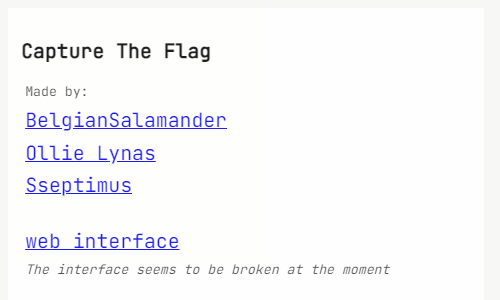 Capture The Flag
Made by:
BelgianSalamander
Ollie Lynas
Sseptimus
web interface
The interface seems to be broken at the moment